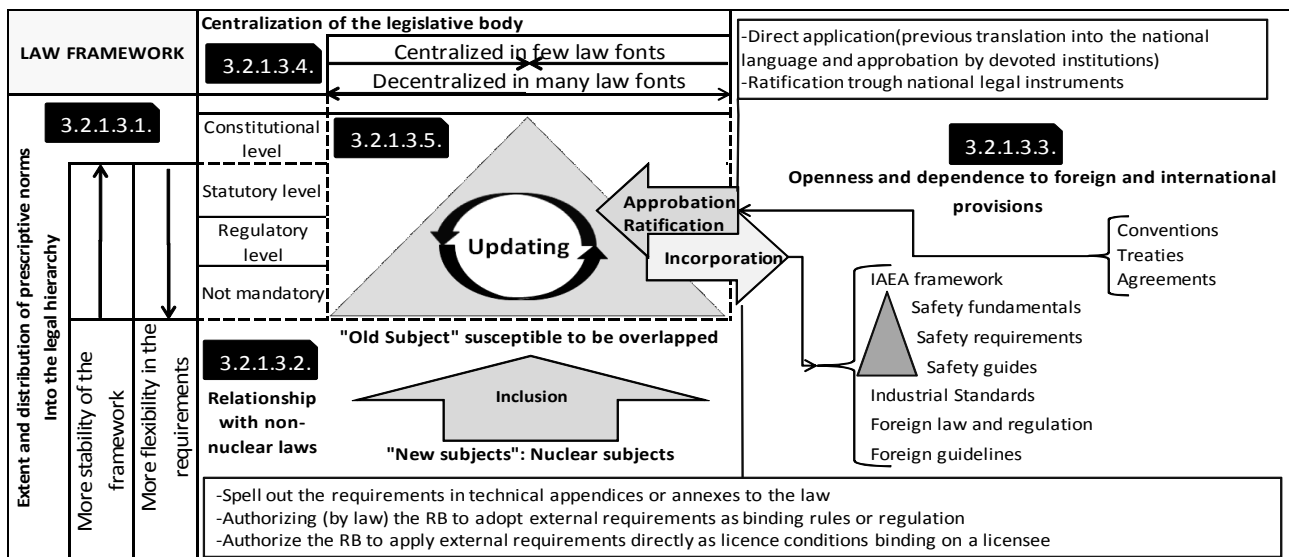 LAW FRAMEWORK
Centralization of the legislative body
3.2.1.3.4.
Centralized in few law fonts
Decentralized in many law fonts
-Direct application(previous translation into the national
language and approbation by devoted institutions)
-Ratification trough national legal instruments
3.2.1.3.1.
Extent and distribution of prescriptive norms
Into the legal hierarchy
More stability of the
framework
More flexibility in the
requirements
Constitutional
level
Statutory level
Regulatory
level
Not mandatory
3.2.1.3.5.
Updating
Approbation
Ratification
Incorporation
3.2.1.3.3.
Openness and dependence to foreign and international
provisions
Conventions
Treaties
Agreements
IAEA framework
Safety fundamentals
Safety requirements
Safety guides
Industrial Standards
Foreign law and regulation
Foreign guidelines
"Old Subject" susceptible to be overlapped
3.2.1.3.2.
Relationship
with non-
nuclear laws
Inclusion
"New subjects": Nuclear subjects
-Spell out the requirements in technical appendices or annexes to the law
-Authorizing (by law) the RB to adopt external requirements as binding rules or regulation
-Authorize the RB to apply external requirements directly as licence conditions binding on a licensee